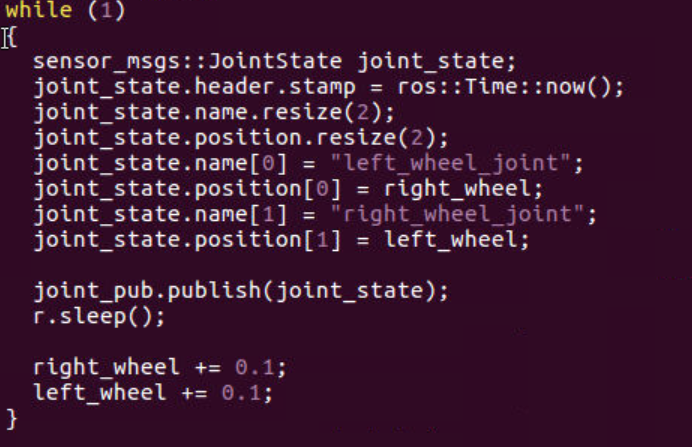 while (1)
{
sensor_msgs::JointState joint_state;
joint_state.header.stamp = ros::Time::now();
joint_state.name.resize(2);
joint_state.position.resize(2);
joint_state.name[0] = "left_wheel_joint";
joint_state.position[0] = right_wheel;
joint_state.name[1] = "right_wheel_joint";
joint_state.position[1] = left_wheel;
joint_pub.publish(joint_state);
r.sleep();
right_wheel += 0.1;
left_wheel += 0.1;
}